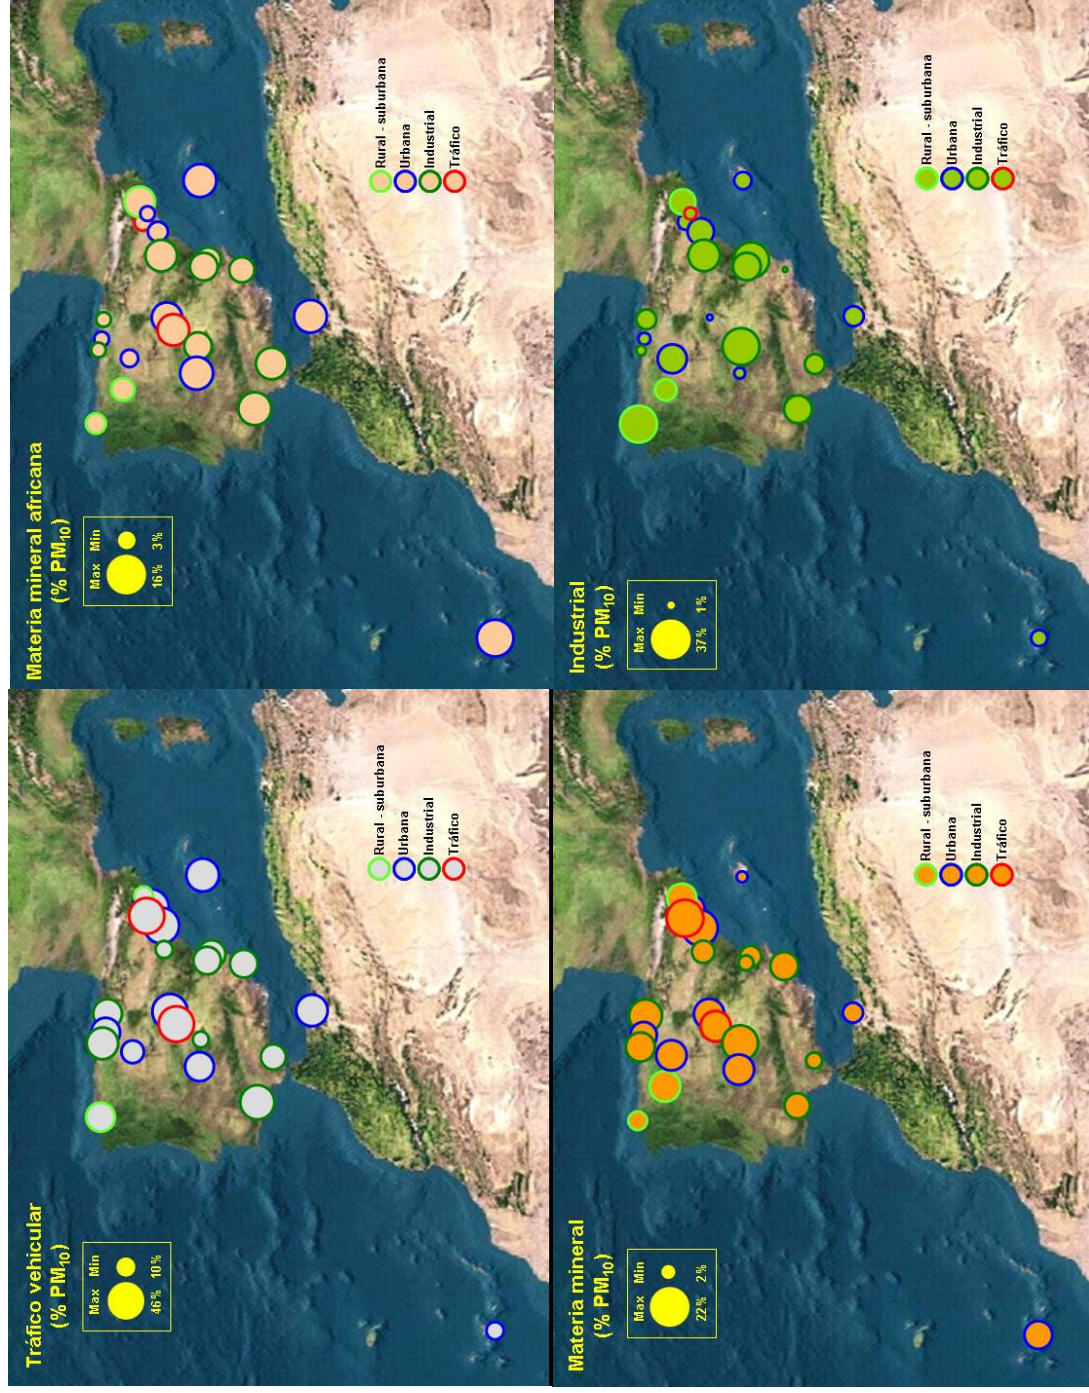 Tráfico vehicular
(% PM10)
Max Min
46% 10%
Rural - suburbana
Urbana
Industrial
Tráfico
Materia mineral africana
(% PM10)
Max Min
16% 3%
Rural - suburbana
Urbana
Industrial
Tráfico
Materia mineral
(% PM10)
Max Min
22% 2%
Rural - suburbana
Urbana
Industrial
Tráfico
Industrial
(% PM10)
Max Min
37% 1%
Rural - suburbana
Urbana
Industrial
Tráfico